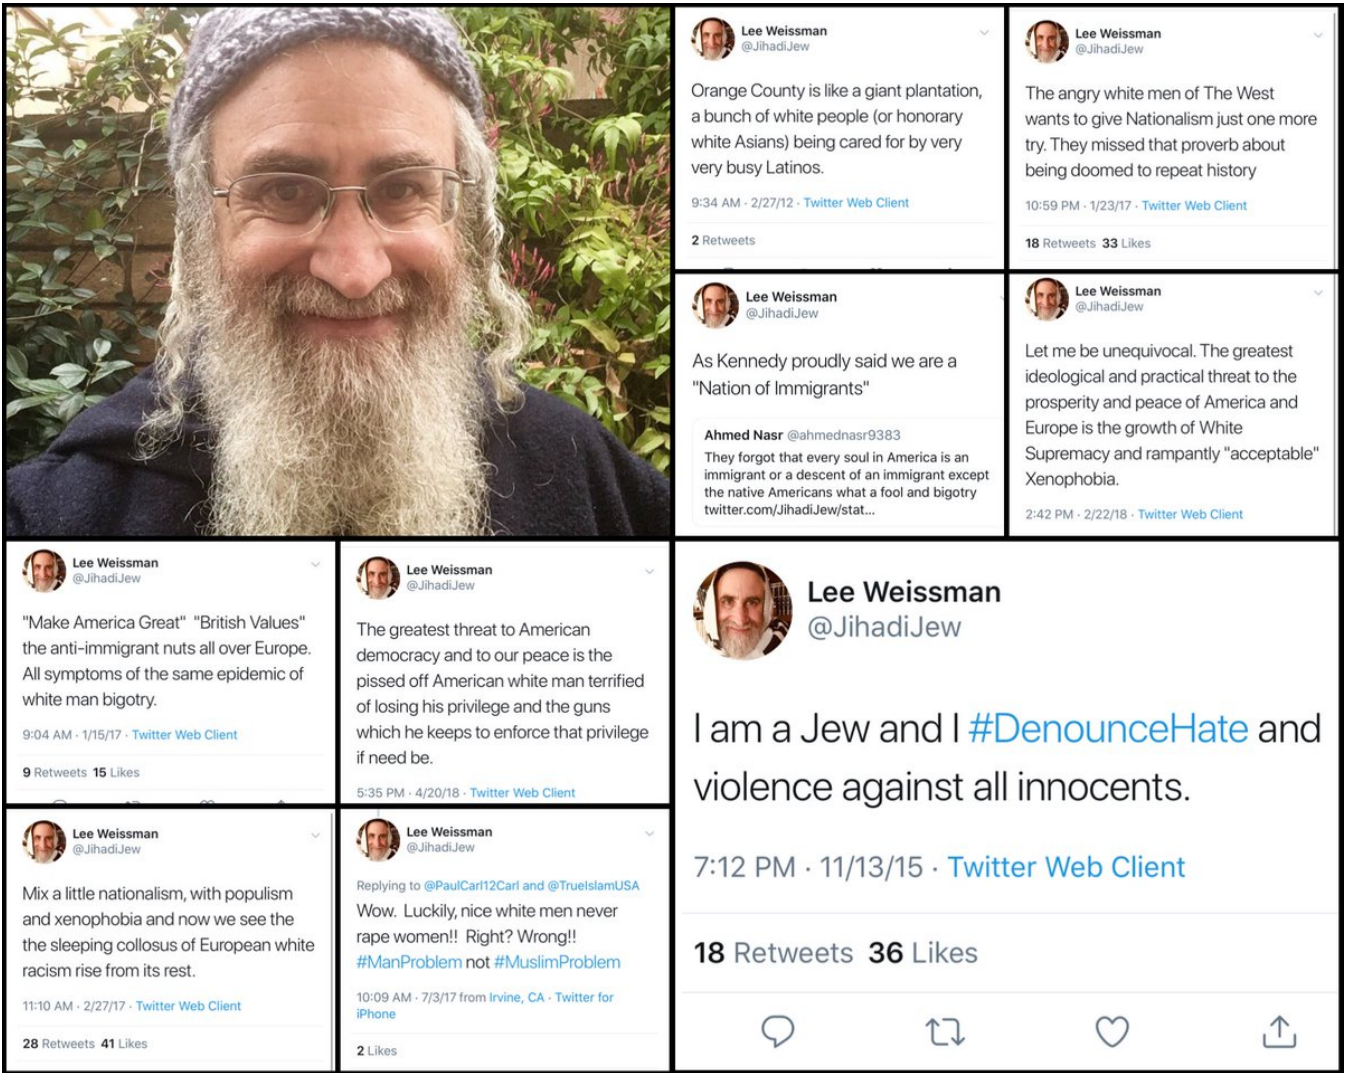 Lee Weissman
@JihadiJew
Orange County is like a giant plantation,
a bunch of white people (or honorary
white Asians) being cared for by very
very busy Latinos.
9:34 AM · 2/27/12 · Twitter Web Client
2 Retweets
Lee Weissman
@JihadiJew
The angry white men of The West
wants to give Nationalism just one more
try. They missed that proverb about
being doomed to repeat history
10:59 PM · 1/23/17 · Twitter Web Client
18 Retweets 33 Likes
Lee Weissman
@JihadiJew
As Kennedy proudly said we are a
"Nation of Immigrants"
Ahmed Nasr @ahmednasr9383
They forgot that every soul in America is an
immigrant or a descent of an immigrant except
the native Americans what a fool and bigotry
twitter.com/JihadiJew/stat...
Lee Weissman
@JihadiJew
Let me be unequivocal. The greatest
ideological and practical threat to the
prosperity and peace of America and
Europe is the growth of White
Supremacy and rampantly "acceptable"
Xenophobia.
2:42 PM · 2/22/18 · Twitter Web Client
Lee Weissman
@JihadiJew
"Make America Great" "British Values"
the anti-immigrant nuts all over Europe.
All symptoms of the same epidemic of
white man bigotry.
9:04 AM · 1/15/17 · Twitter Web Client
9 Retweets 15 Likes
Lee Weissman
@JihadiJew
The greatest threat to American
democracy and to our peace is the
pissed off American white man terrified
of losing his privilege and the guns
which he keeps to enforce that privilege
if need be.
5:35 PM · 4/20/18 · Twitter Web Client
Lee Weissman
@JihadiJew
I am a Jew and I #DenounceHate and
violence against all innocents.
7:12 PM · 11/13/15 · Twitter Web Client
18 Retweets 36 Likes
Lee Weissman
@JihadiJew
Mix a little nationalism, with populism
and xenophobia and now we see the
the sleeping collosus of European white
racism rise from its rest.
11:10 AM · 2/27/17 · Twitter Web Client
28 Retweets 41 Likes
Lee Weissman
@JihadiJew
Replying to @PaulCarl12Carl and @TrueIslamUSA
Wow. Luckily, nice white men never
rape women!! Right? Wrong!!
#ManProblem not #MuslimProblem
10:09 AM · 7/3/17 from Irvine, CA · Twitter for
iPhone
2 Likes